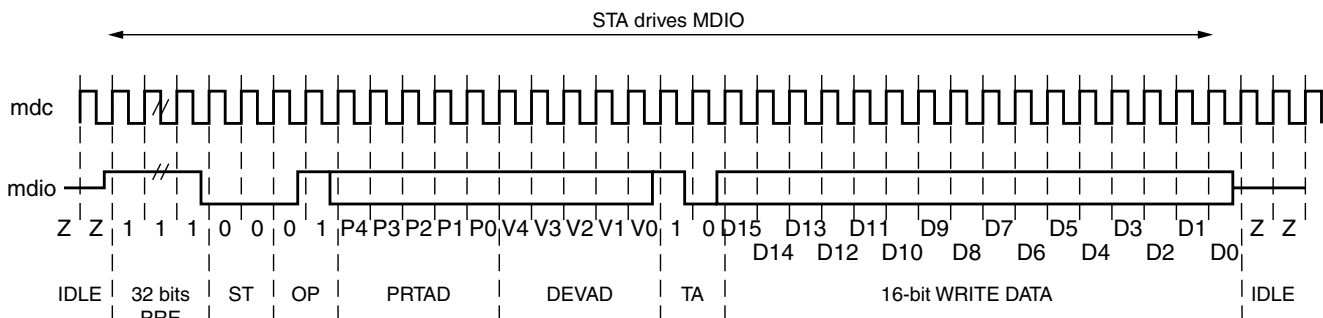 STA drives MDIO
mdc
mdio
Z Z 1 1 1 0 0 0 1 P4 P3 P2 P1 P0 V4 V3 V2 V1 V0 1 0 D15 D13 D11 D9 D7 D5 D3 D1 Z Z
D14 D12 D10 D8 D6 D4 D2 D0
IDLE 32 bits ST OP PRTAD DEVAD TA 16-bit WRITE DATA IDLE
PRE